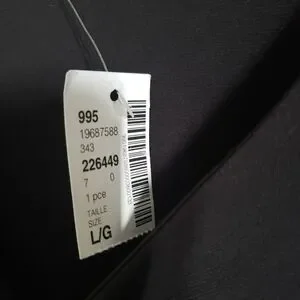 995
19687588
343
226449
7 0
1 pce
TAILLE
SIZE
L/G